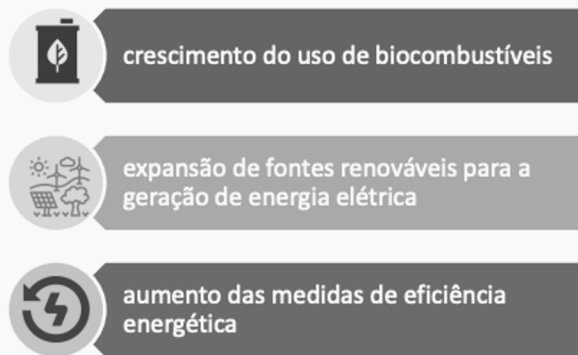 crescimento do uso de biocombustíveis
expansão de fontes renováveis para a
geração de energia elétrica
aumento das medidas de eficiência
energética